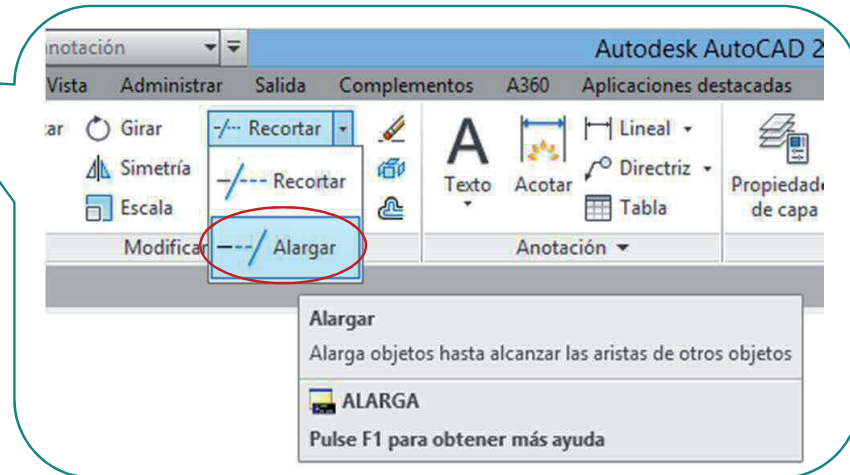 notación Autodesk AutoCAD 2
Vista Administrar Salida Complementos A360 Aplicaciones destacadas
ar Girar Recortar Lineal
Simetría Recortar Texto Acotar Directriz Propiedade
Escala Tabla de capa
Modificar Alargar Anotación
Alargar
Alarga objetos hasta alcanzar las aristas de otros objetos
ALARGA
Pulse F1 para obtener más ayuda